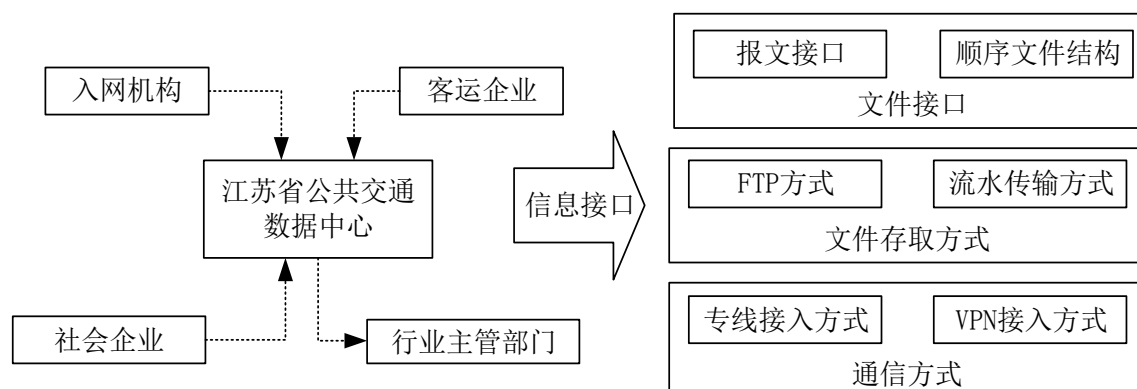 入网机构
客运企业
江苏省公共交通
数据中心
社会企业
行业主管部门
信息接口
报文接口
顺序文件结构
文件接口
FTP方式
流水传输方式
文件存取方式
专线接入方式
VPN接入方式
通信方式